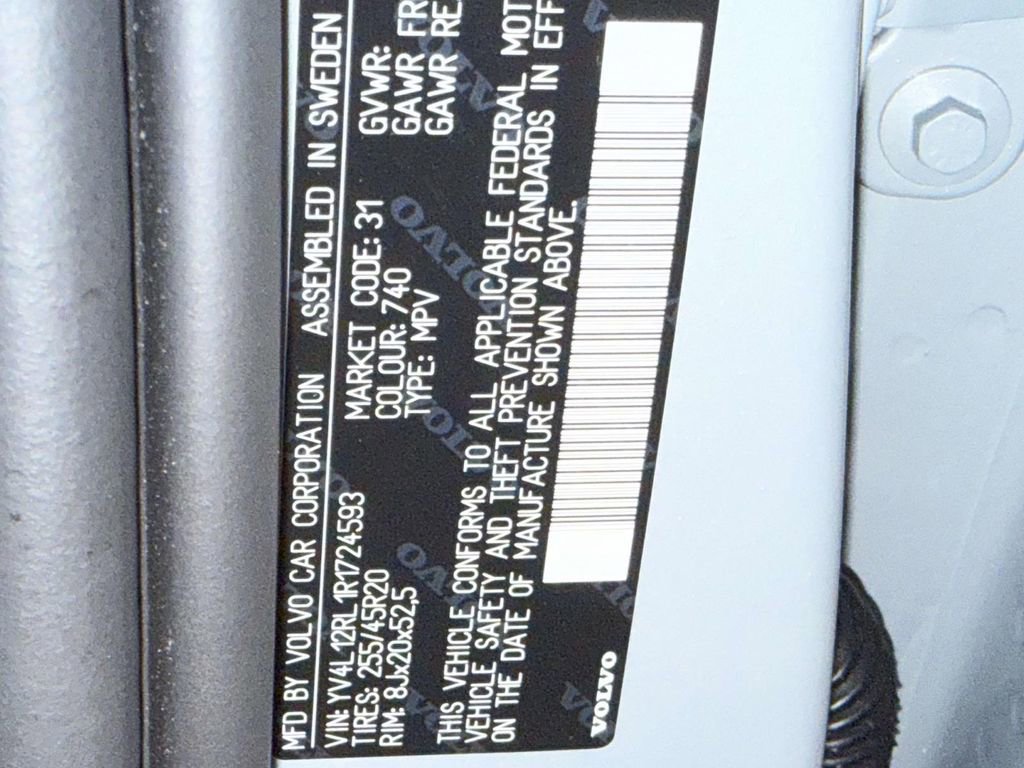 MFD BY VOLVO CAR CORPORATION ASSEMBLED IN SWEDEN
VIN: YV4L12RL1R1724593 MARKET CODE: 31 GVWR:
TIRES: 255/45R20 COLOUR: 740 GAWR FR
RIM: 8Jx20x52,5 TYPE: MPV GAWR RE
THIS VEHICLE CONFORMS TO ALL APPLICABLE FEDERAL MOT
VEHICLE SAFETY AND THEFT PREVENTION STANDARDS IN EFF
ON THE DATE OF MANUFACTURE SHOWN ABOVE.
VOLVO